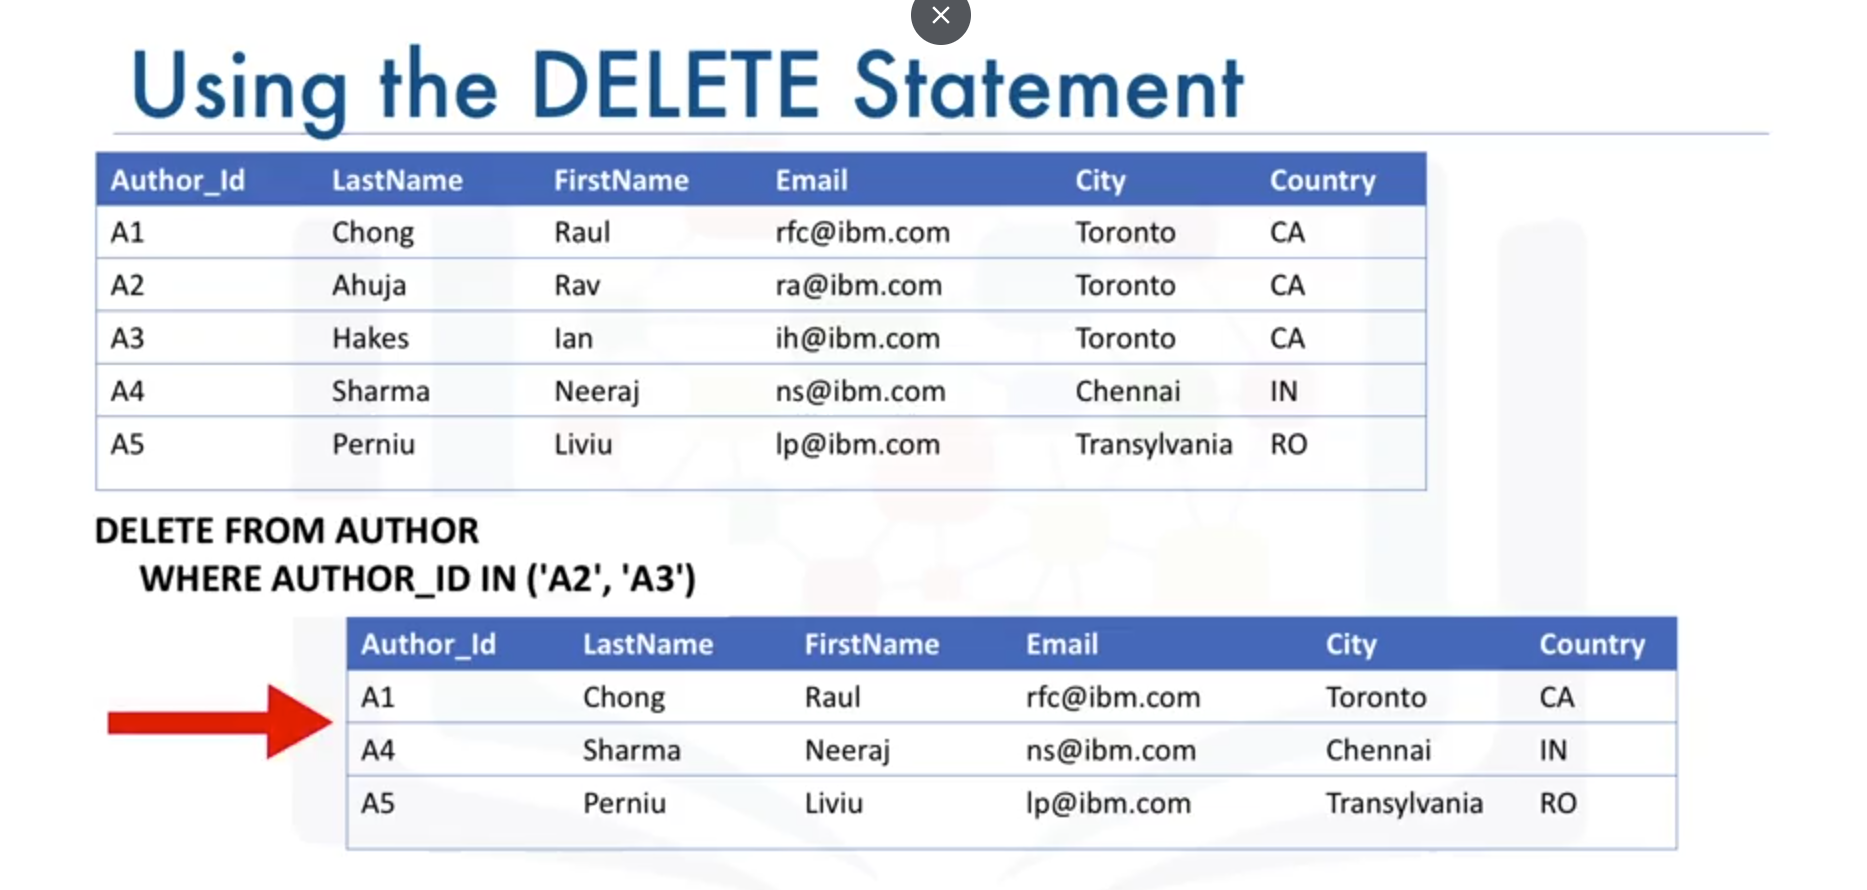 Using the DELETE Statement
Author_Id LastName FirstName Email City Country
A1 Chong Raul rfc@ibm.com Toronto CA
A2 Ahuja Rav ra@ibm.com Toronto CA
A3 Hakes Ian ih@ibm.com Toronto CA
A4 Sharma Neeraj ns@ibm.com Chennai IN
A5 Perniu Liviu lp@ibm.com Transylvania RO
DELETE FROM AUTHOR
WHERE AUTHOR_ID IN ('A2', 'A3')
Author_Id LastName FirstName Email City Country
A1 Chong Raul rfc@ibm.com Toronto CA
A4 Sharma Neeraj ns@ibm.com Chennai IN
A5 Perniu Liviu lp@ibm.com Transylvania RO